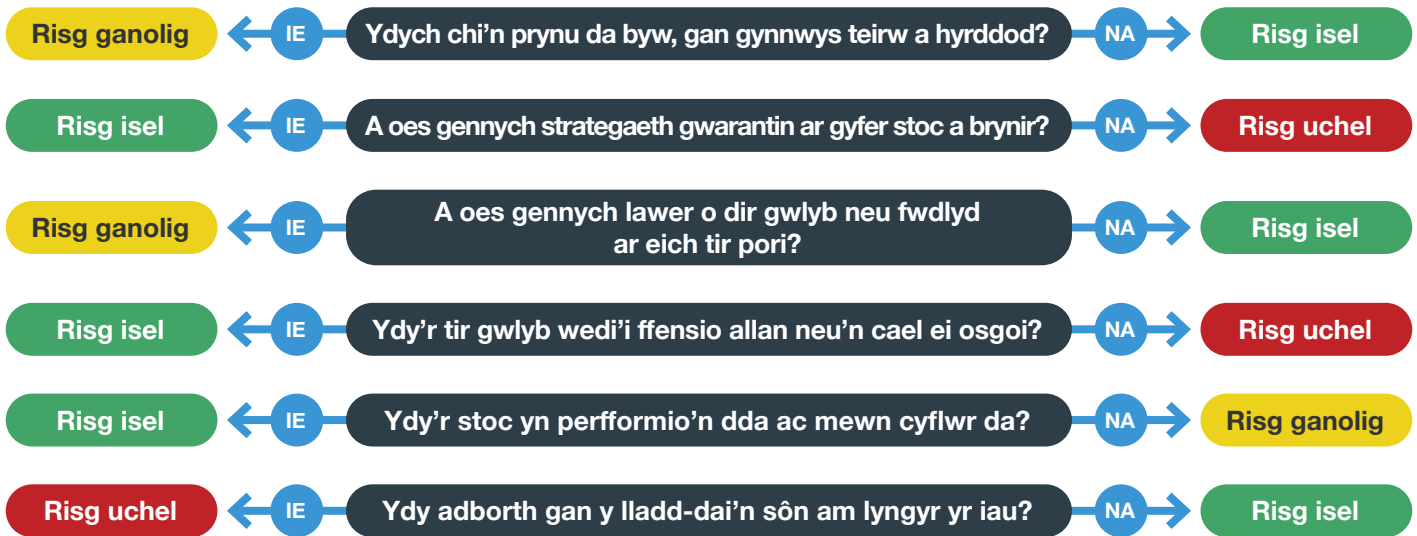 Risg ganolig IE Ydych chi'n prynu da byw, gan gynnwys teirw a hyrddod? NA Risg isel
Risg isel IE A oes gennych strategaeth gwarantin ar gyfer stoc a brynir? NA Risg uchel
Risg ganolig IE A oes gennych lawer o dir gwlyb neu fwdlyd
ar eich tir pori? NA Risg isel
Risg isel IE Ydy'r tir gwlyb wedi'i ffensio allan neu'n cael ei osgoi? NA Risg uchel
Risg isel IE Ydy'r stoc yn perfformio'n dda ac mewn cyflwr da? NA Risg ganolig
Risg uchel IE Ydy adborth gan y lladd-dai'n sôn am lyngyr yr iau? NA Risg isel